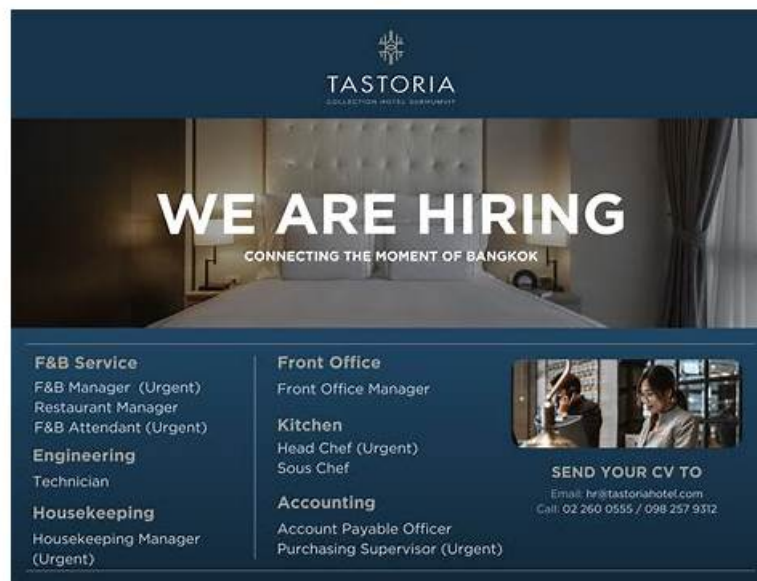 TASTORIA
COLLECTION HOTEL SUKHUMVIT
WE ARE HIRING
CONNECTING THE MOMENT OF BANGKOK
F&B Service
F&B Manager (Urgent)
Restaurant Manager
F&B Attendant (Urgent)
Engineering
Technician
Housekeeping
Housekeeping Manager
(Urgent)
Front Office
Front Office Manager
Kitchen
Head Chef (Urgent)
Sous Chef
Accounting
Account Payable Officer
Purchasing Supervisor (Urgent)
SEND YOUR CV TO
Email: hr@tastoriahotel.com
Call: 02 260 0555 / 098 257 9312